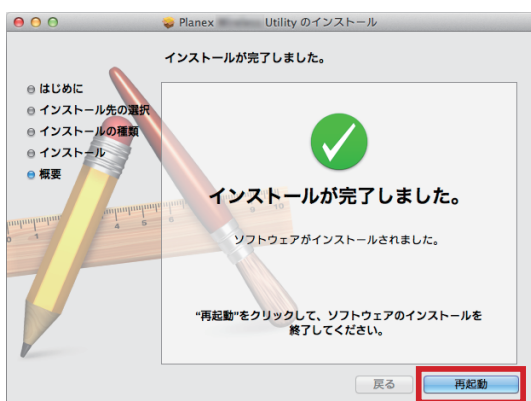 Planex Utility のインストール
インストールが完了しました。
はじめに
インストール先の選択
インストールの種類
インストール
概要
インストールが完了しました。
ソフトウェアがインストールされました。
"再起動"をクリックして、ソフトウェアのインストールを
終了してください。
戻る
再起動